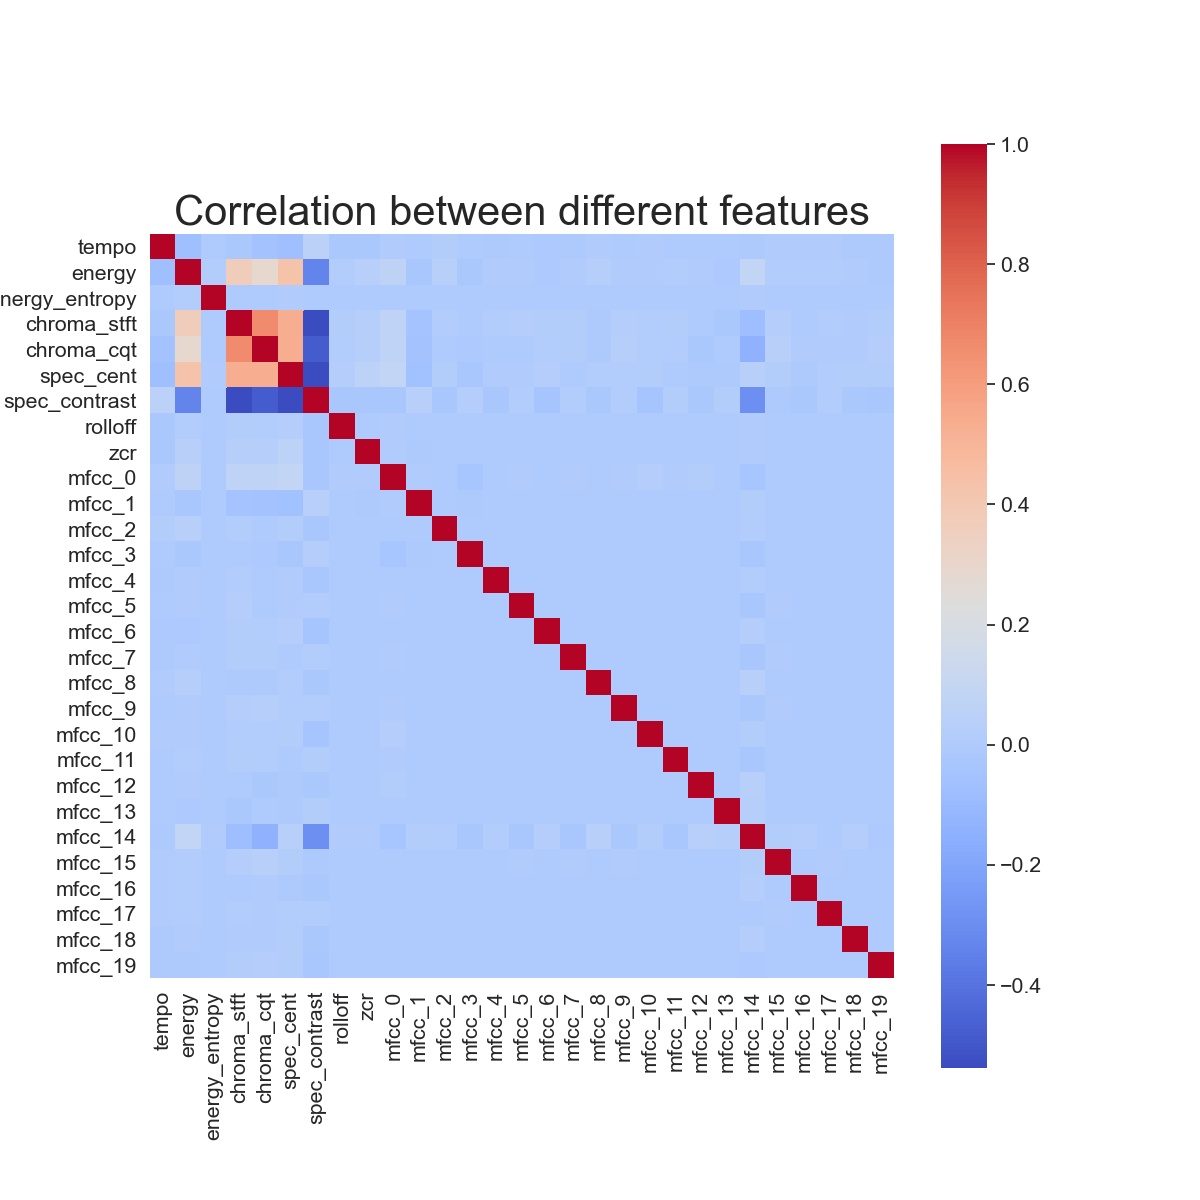 Correlation between different features
tempo
energy
nergy_entropy
chroma_stft
chroma_cqt
spec_cent
spec_contrast
rolloff
zcr
mfcc_0
mfcc_1
mfcc_2
mfcc_3
mfcc_4
mfcc_5
mfcc_6
mfcc_7
mfcc_8
mfcc_9
mfcc_10
mfcc_11
mfcc_12
mfcc_13
mfcc_14
mfcc_15
mfcc_16
mfcc_17
mfcc_18
mfcc_19
tempo
energy
energy_entropy
chroma_stft
chroma_cqt
spec_cent
spec_contrast
rolloff
zcr
mfcc_0
mfcc_1
mfcc_2
mfcc_3
mfcc_4
mfcc_5
mfcc_6
mfcc_7
mfcc_8
mfcc_9
mfcc_10
mfcc_11
mfcc_12
mfcc_13
mfcc_14
mfcc_15
mfcc_16
mfcc_17
mfcc_18
mfcc_19
1.0
0.8
0.6
0.4
0.2
0.0
−0.2
−0.4